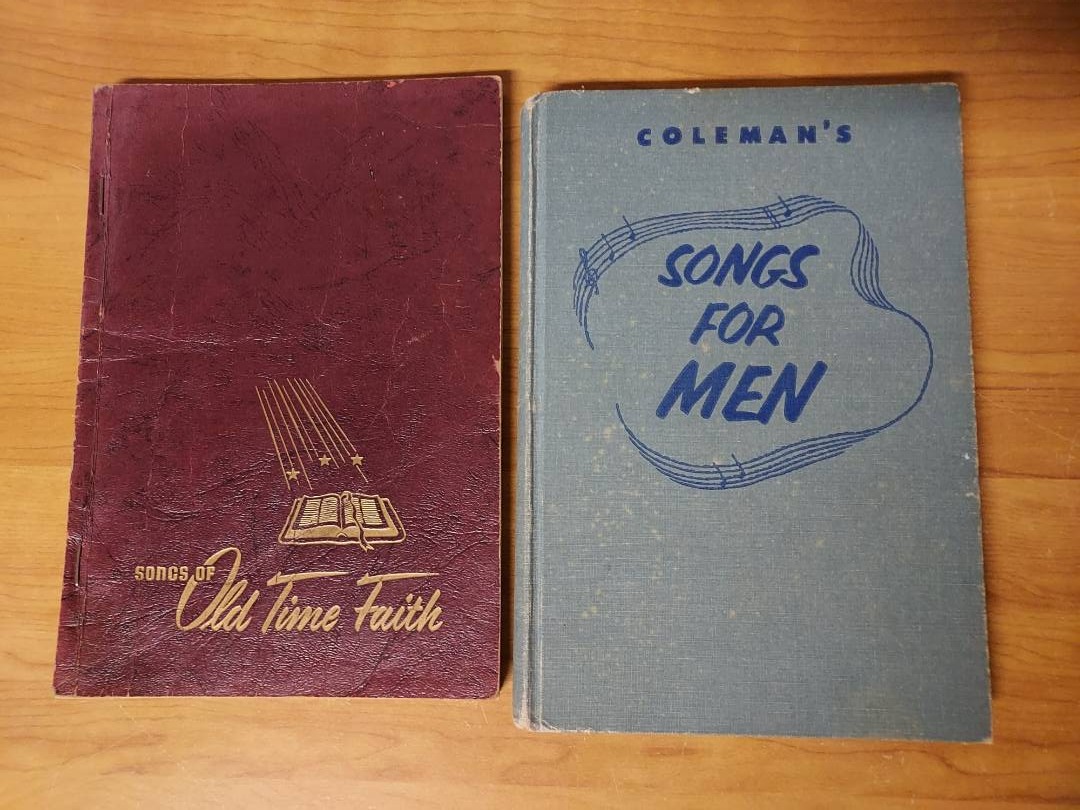 SONGS OF
Old Time Faith
COLEMAN'S
SONGS
FOR
MEN